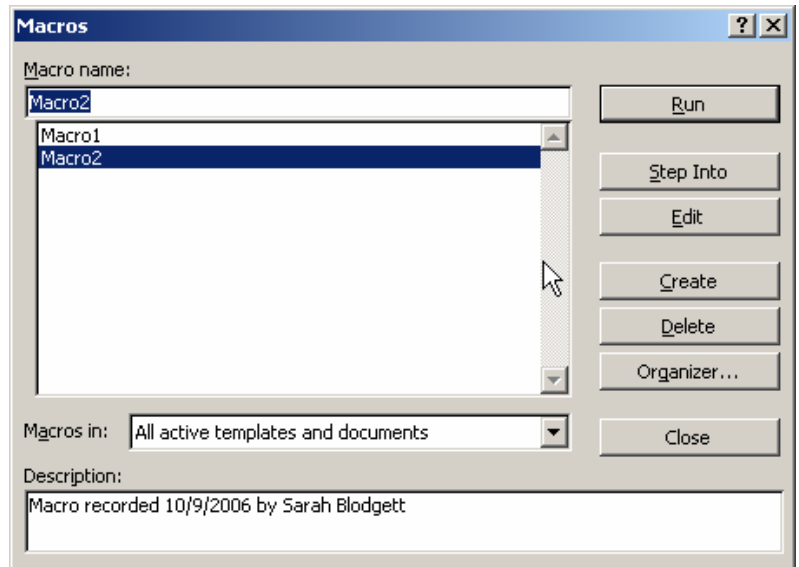 Macros
Macro name:
Macro2
Run
Macro1
Macro2
Step Into
Edit
Create
Delete
Organizer...
Macros in: All active templates and documents
Close
Description:
Macro recorded 10/9/2006 by Sarah Blodgett